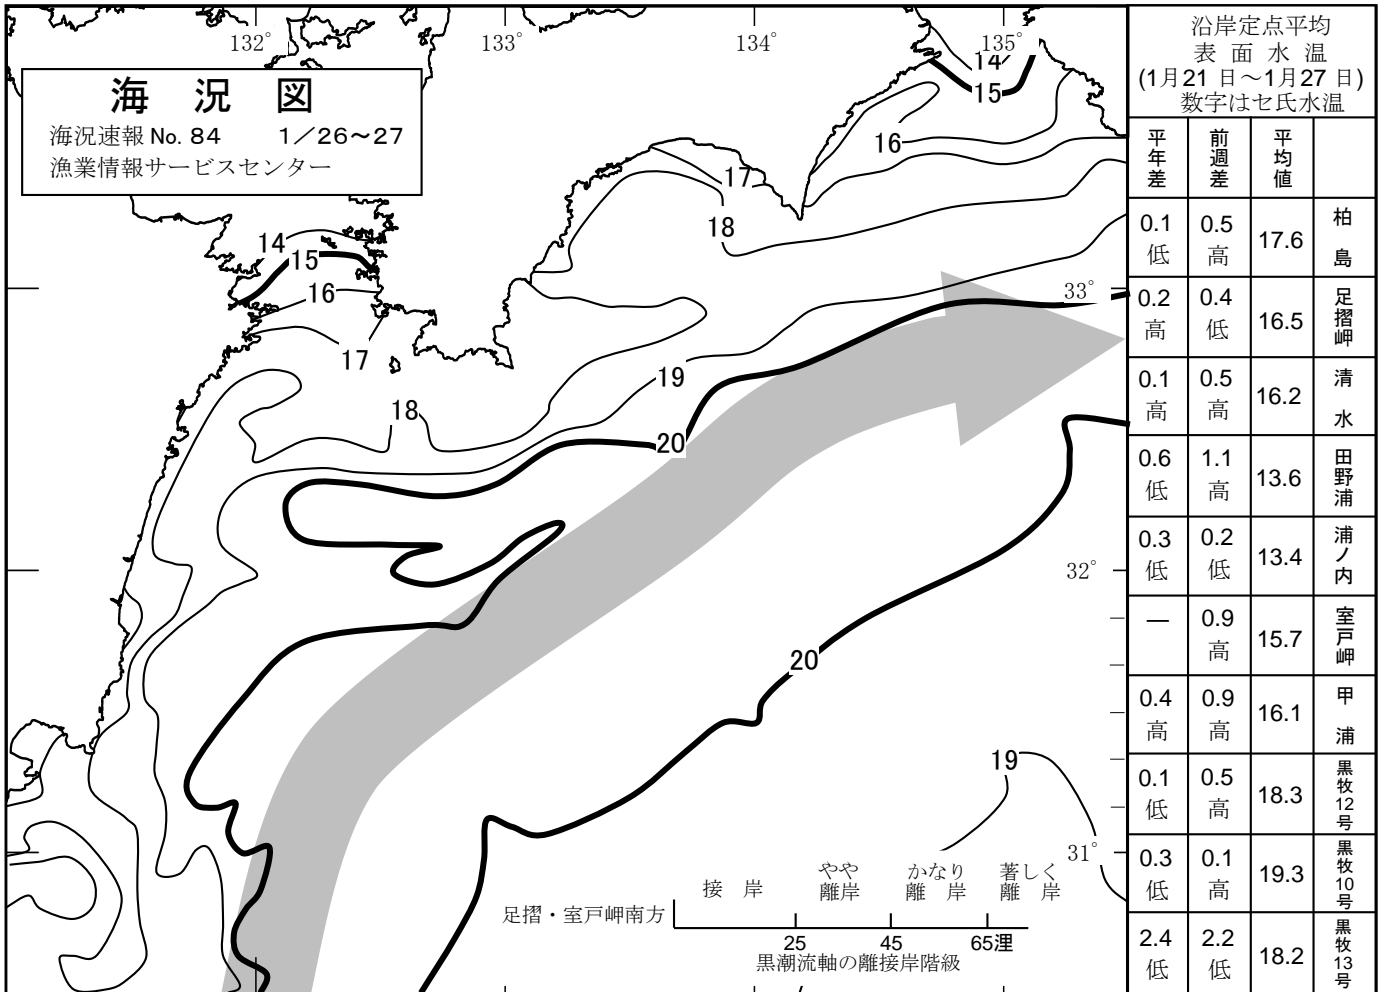 132°
133°
134°
135°
海況図
海況速報 No. 84 1／26～27
漁業情報サービスセンター
14
15
16
17
18
14
15
16
17
18
19
20
33°
32°
31°
20
19
接岸
やや離岸
かなり離岸
著しく離岸
足摺・室戸岬南方
25 45 65浬
黒潮流軸の離接岸階級
沿岸定点平均
表面水温
(1月21日～1月27日)
数字はセ氏水温
平年差 前週差 平均値
0.1低 0.5高 17.6 柏島
0.2高 0.4低 16.5 足摺岬
0.1高 0.5高 16.2 清水
0.6低 1.1高 13.6 田野浦
0.3低 0.2低 13.4 浦ノ内
— 0.9高 15.7 室戸岬
0.4高 0.9高 16.1 甲浦
0.1低 0.5高 18.3 黒牧12号
0.3低 0.1高 19.3 黒牧10号
2.4低 2.2低 18.2 黒牧13号